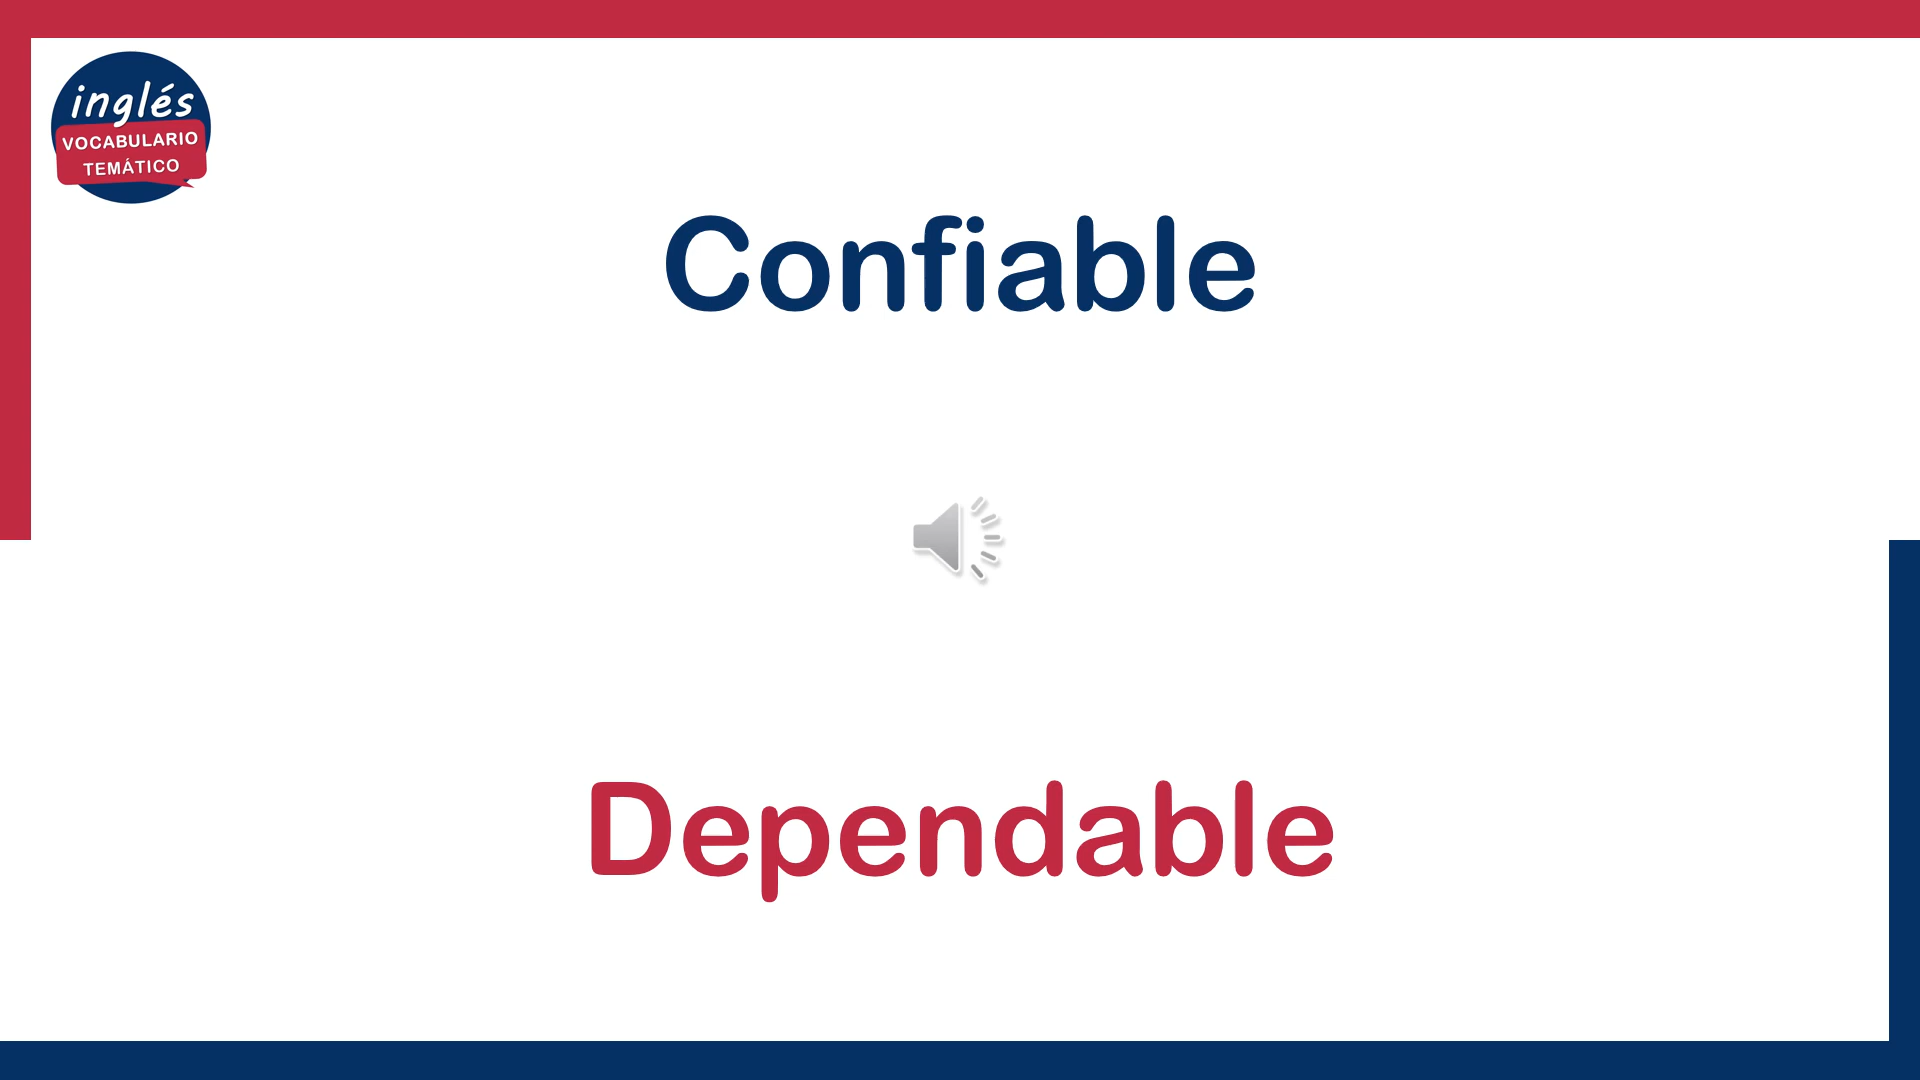 inglés
VOCABULARIO
TEMÁTICO
Confiable
Dependable